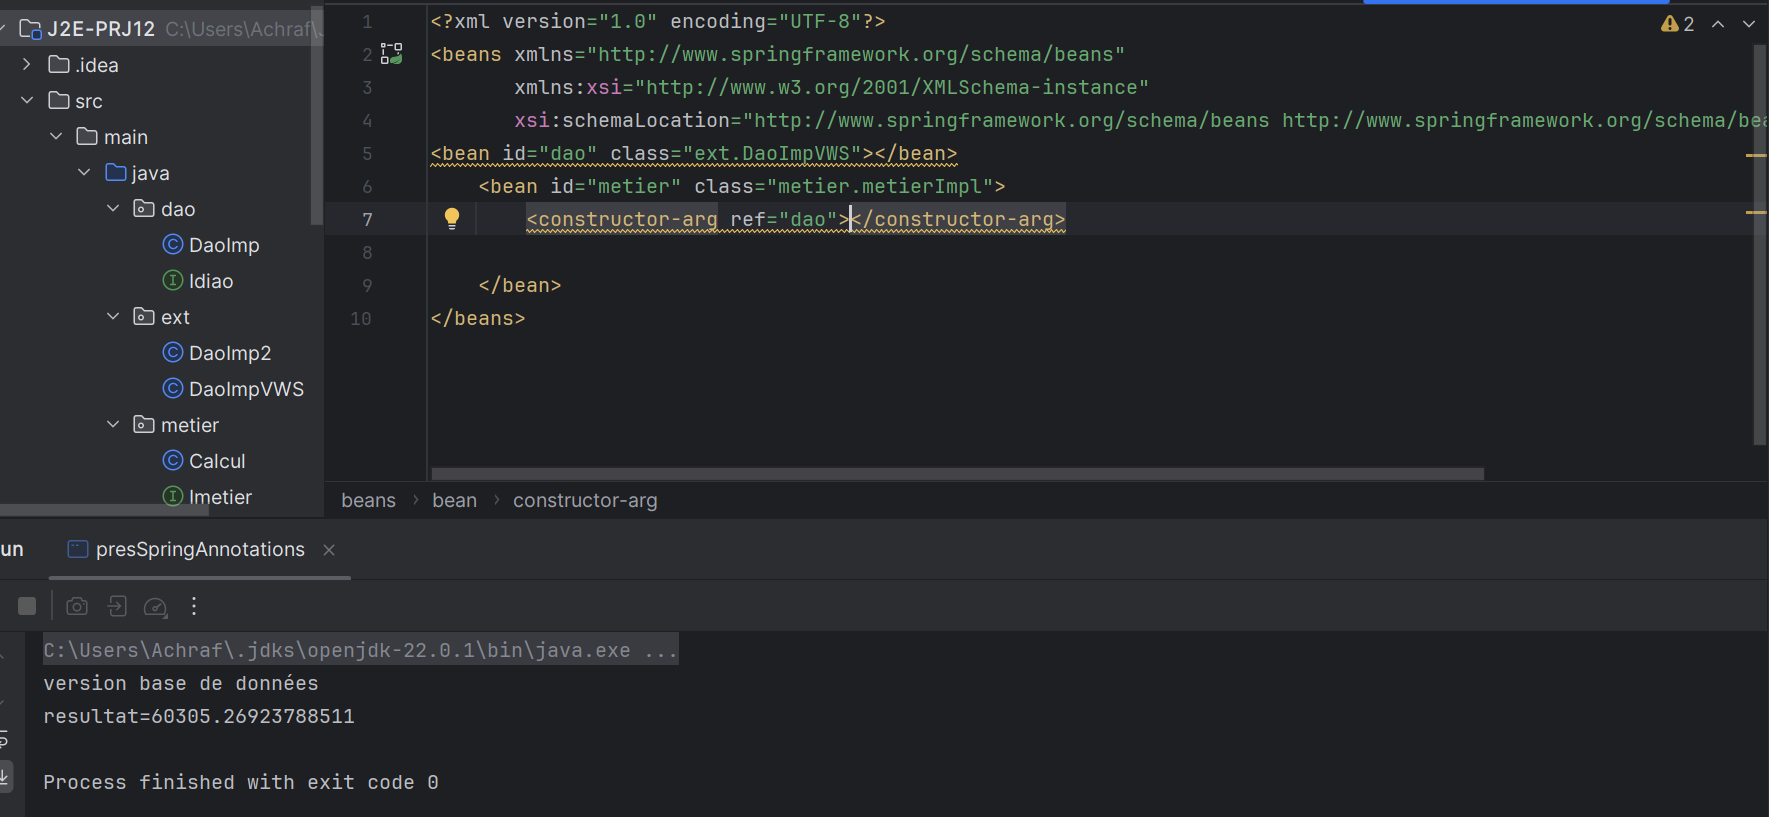 J2E-PRJ12 C:\Users\Achraf\
.idea
src
main
java
dao
DaoImp
Idiao
ext
DaoImp2
DaoImpVWS
metier
Calcul
Imetier
1 <?xml version="1.0" encoding="UTF-8"?>
2 <beans xmlns="http://www.springframework.org/schema/beans"
3 xmlns:xsi="http://www.w3.org/2001/XMLSchema-instance"
4 xsi:schemaLocation="http://www.springframework.org/schema/beans http://www.springframework.org/schema/bea
5 <bean id="dao" class="ext.DaoImpVWS"></bean>
6 <bean id="metier" class="metier.metierImpl">
7 <constructor-arg ref="dao"></constructor-arg>
8
9 </bean>
10 </beans>
2
beans › bean › constructor-arg
un presSpringAnnotations
C:\Users\Achraf\.jdks\openjdk-22.0.1\bin\java.exe ...
version base de données
resultat=60305.26923788511
Process finished with exit code 0